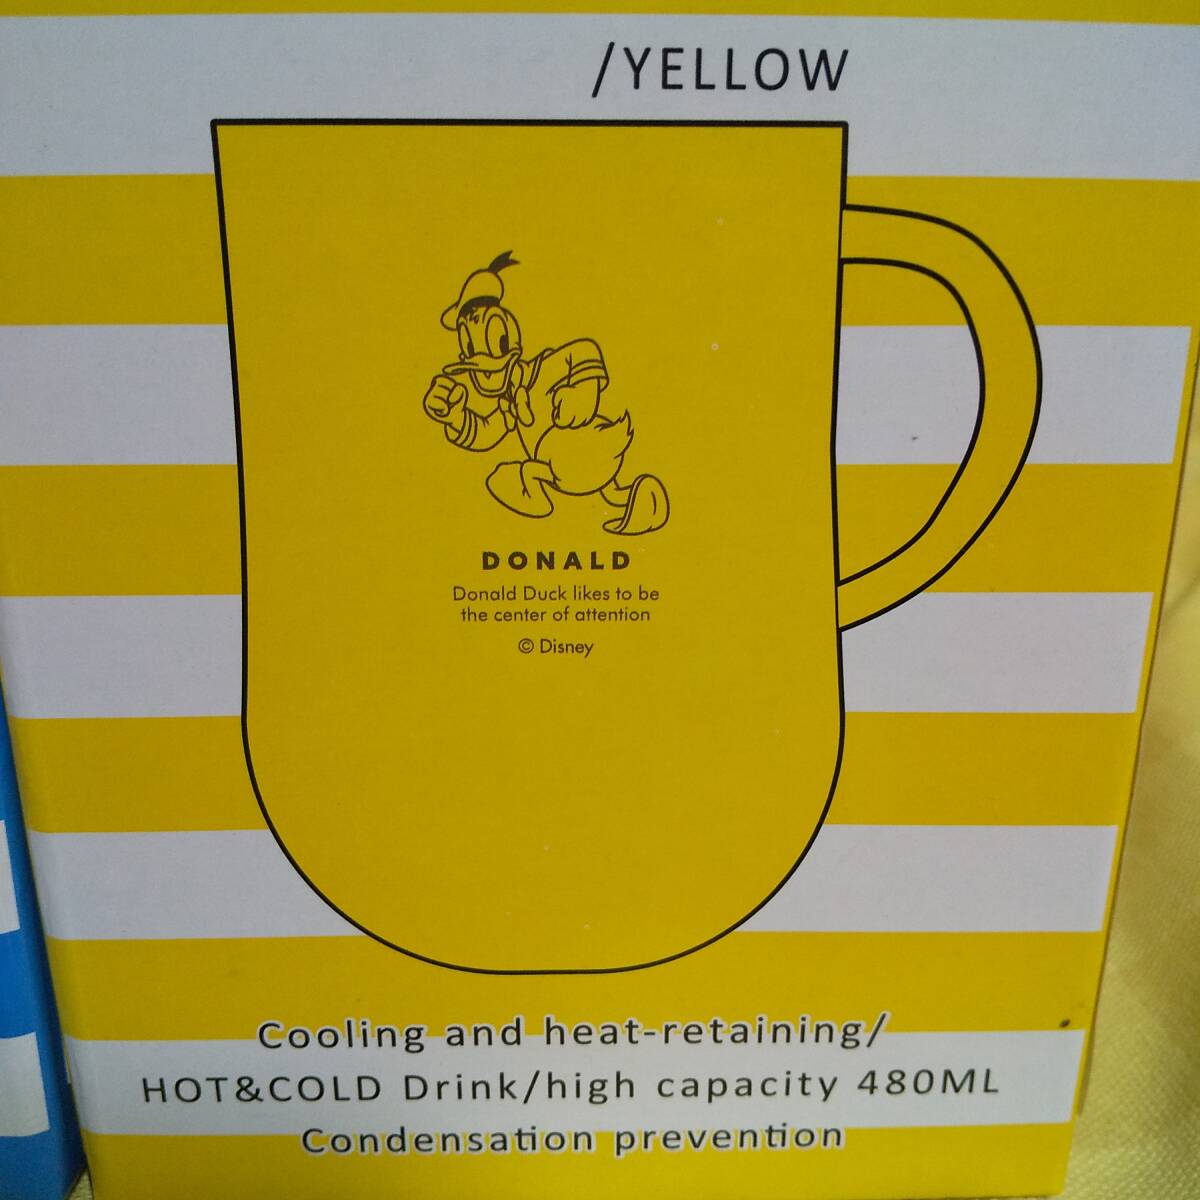 /YELLOW
DONALD
Donald Duck likes to be
the center of attention
© Disney
Cooling and heat-retaining/
HOT&COLD Drink/high capacity 480ML
Condensation prevention